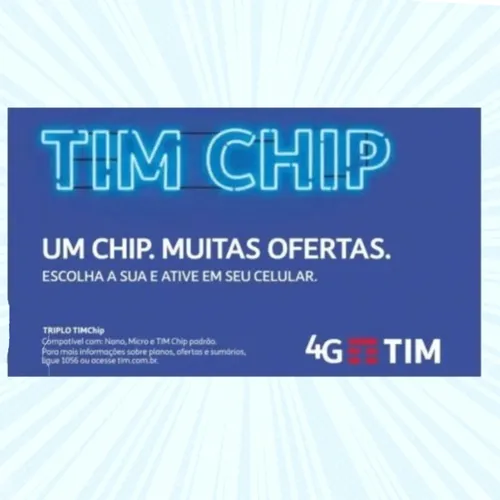 TIM CHIP
UM CHIP. MUITAS OFERTAS.
ESCOLHA A SUA E ATIVE EM SEU CELULAR.
TRIPLO TIMChip
Compatível com: Nano, Micro e TIM Chip padrão.
Para mais informações sobre planos, ofertas e sumários,
ligue 1056 ou acesse tim.com.br.
4G TIM